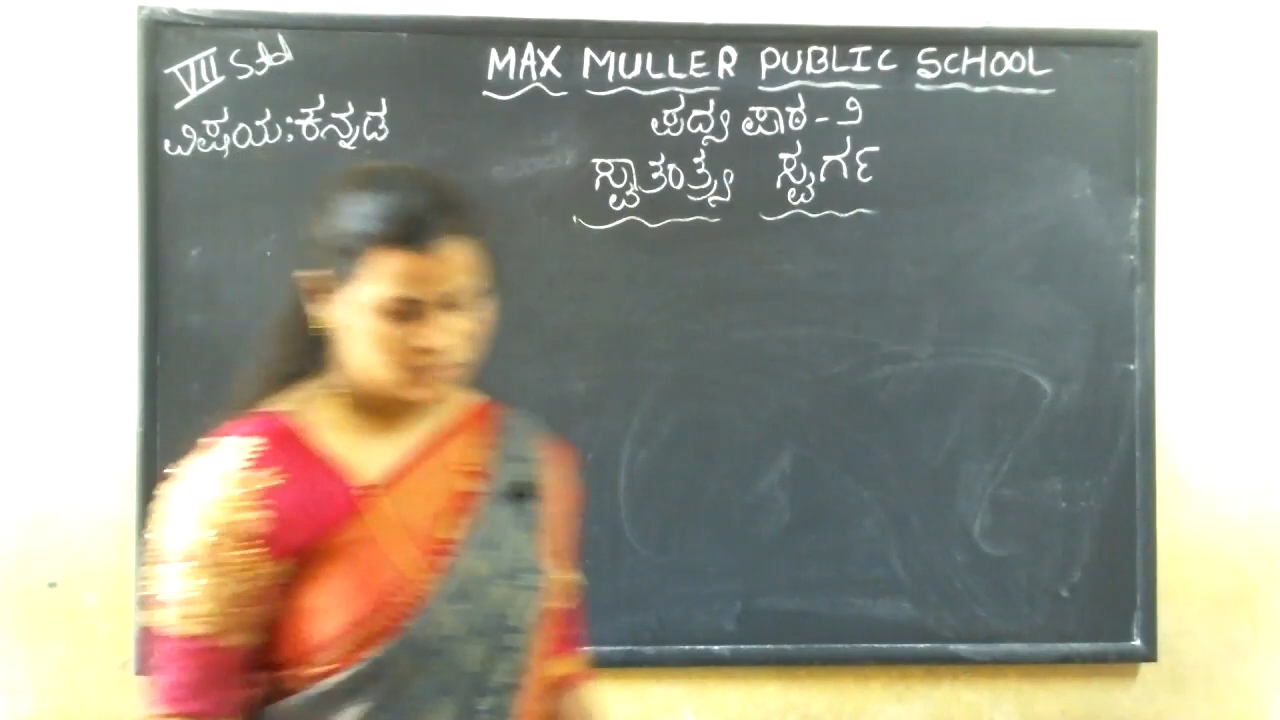 VII Std
MAX MULLER PUBLIC SCHOOL
ವಿಷಯ:ಕನ್ನಡ
ಪದ್ಯ ಪಾಠ - ೨
ಸ್ವಾತಂತ್ರ್ಯ ಸ್ವರ್ಗ